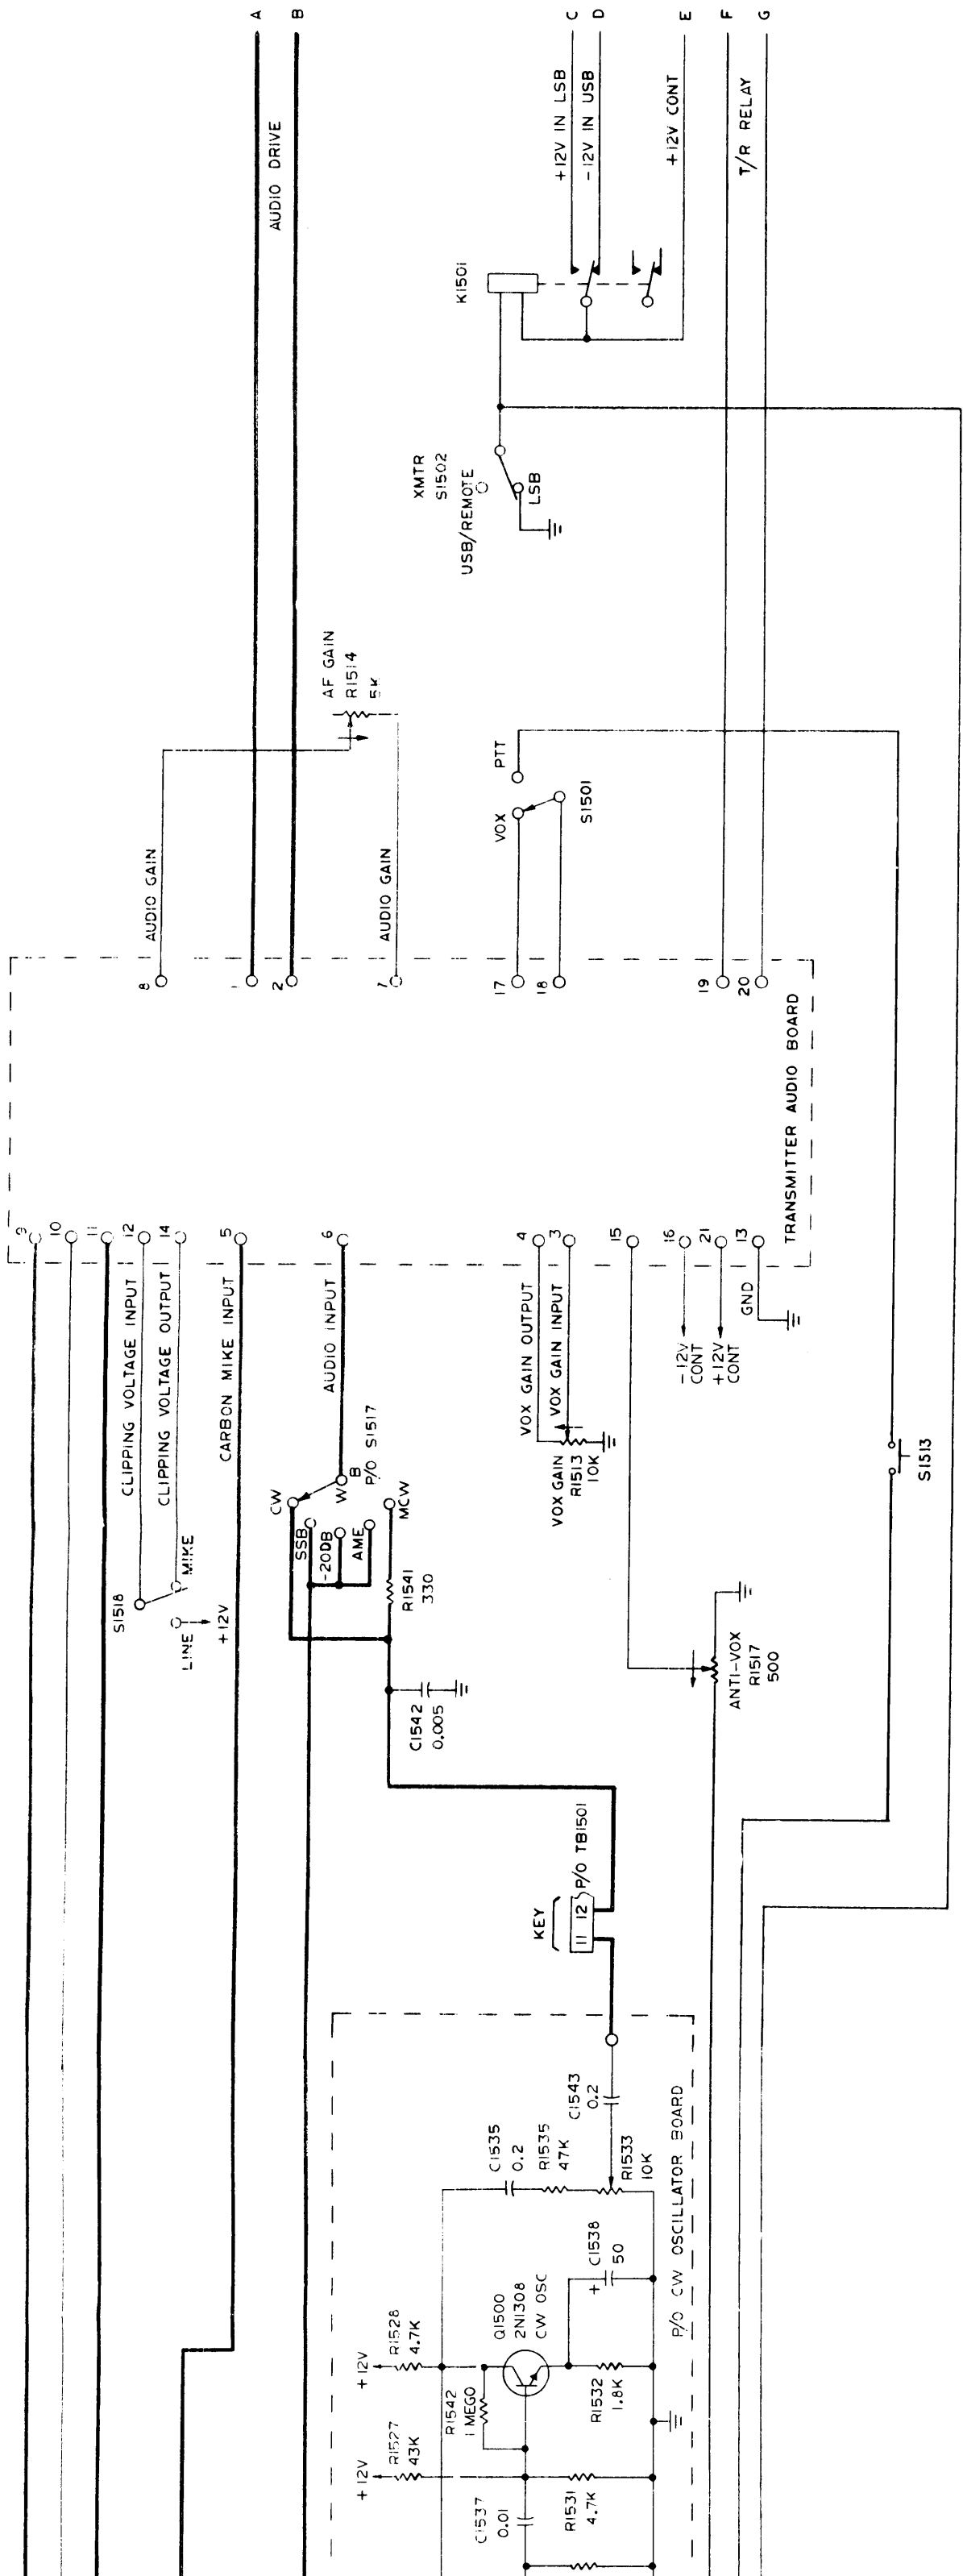 A
AUDIO DRIVE
B
C
+12V IN LSB
D
-12V IN USB
E
+12V CONT
F
T/R RELAY
G
K1501
XMTR
S1502
USB/REMOTE
LSB
AF GAIN
R1514
5K
AUDIO GAIN
AUDIO GAIN
PTT
VOX
S1501
8
1
2
7
17
18
19
20
TRANSMITTER AUDIO BOARD
9
10
11
12
14
5
6
4
3
15
16
21
13
CLIPPING VOLTAGE INPUT
CLIPPING VOLTAGE OUTPUT
CARBON MIKE INPUT
AUDIO INPUT
VOX GAIN OUTPUT
VOX GAIN INPUT
-12V
CONT
+12V
CONT
GND
S1518
MIKE
LINE
+12V
P/O S1517
B
W
CW
SSB
-20DB
AME
MCW
R1541
330
C1542
0.005
VOX GAIN
R1513
10K
S1513
ANTI-VOX
R1517
500
KEY
11 12
P/O TB1501
C1543
0.2
C1535
0.2
R1535
47K
R1533
10K
P/O CW OSCILLATOR BOARD
C1538
+
50
Q1500
2N1308
CW OSC
+12V
R1528
4.7K
R1542
1 MEGO
R1532
1.8K
+12V
R1527
43K
C1537
0.01
R1531
4.7K